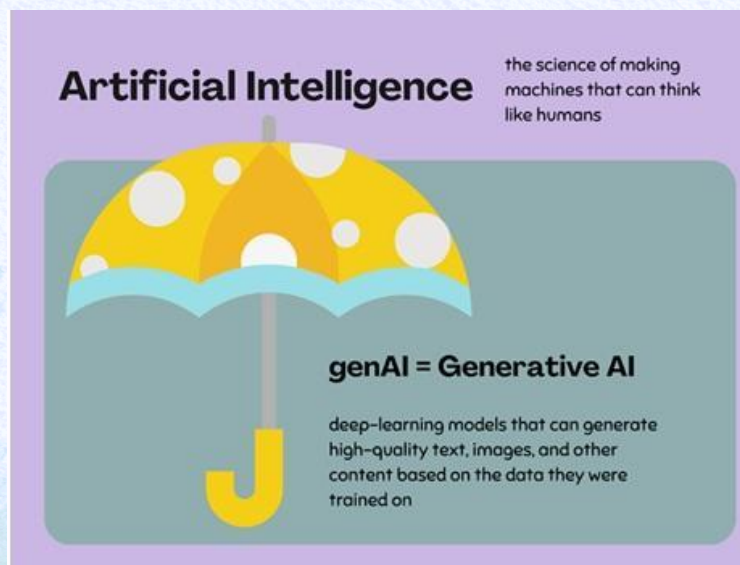 Artificial Intelligence
the science of making
machines that can think
like humans
genAI = Generative AI
deep-learning models that can generate
high-quality text, images, and other
content based on the data they were
trained on